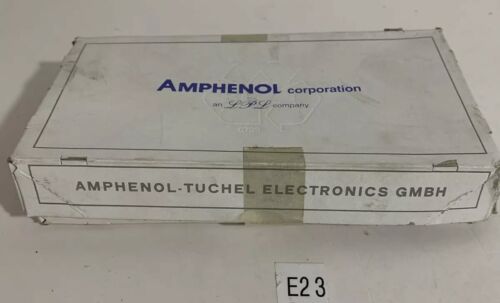 AMPHENOL corporation
an LPL company
AMPHENOL-TUCHEL ELECTRONICS GMBH
E23